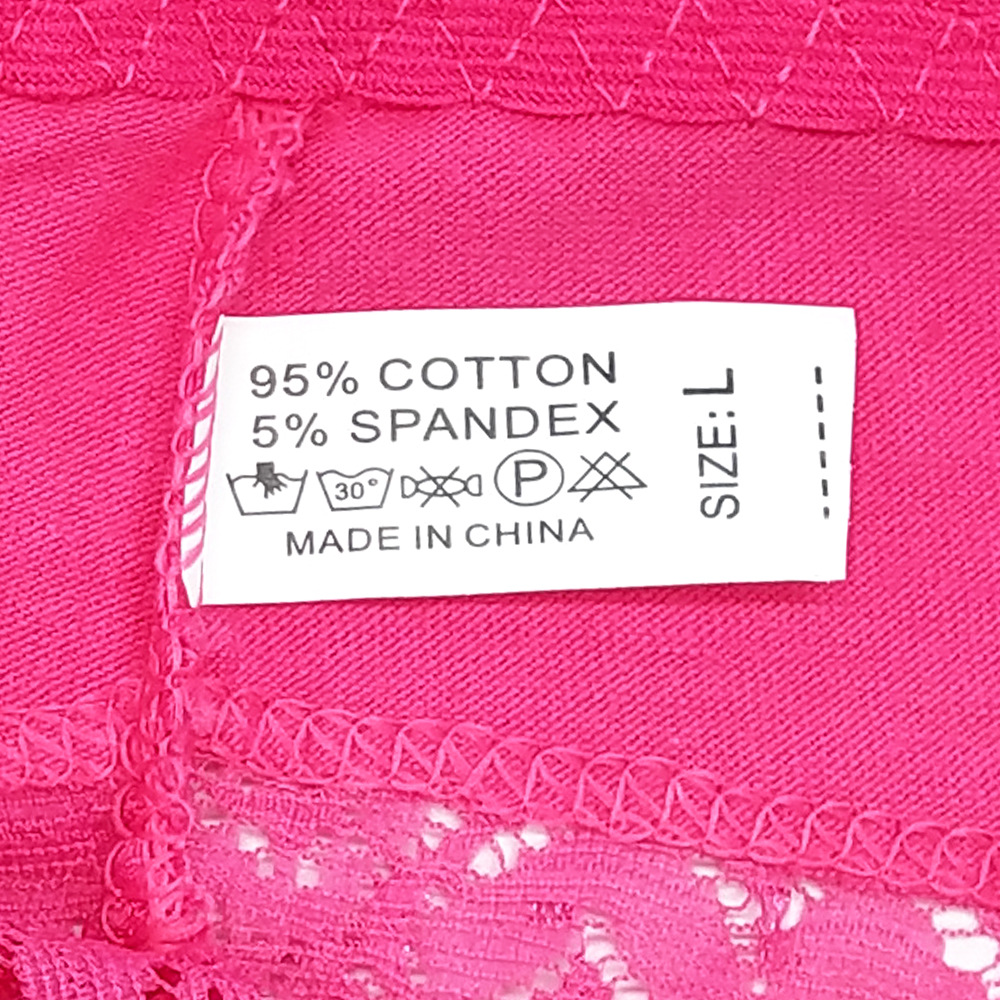 95% COTTON
5% SPANDEX
30°
P
MADE IN CHINA
SIZE: L